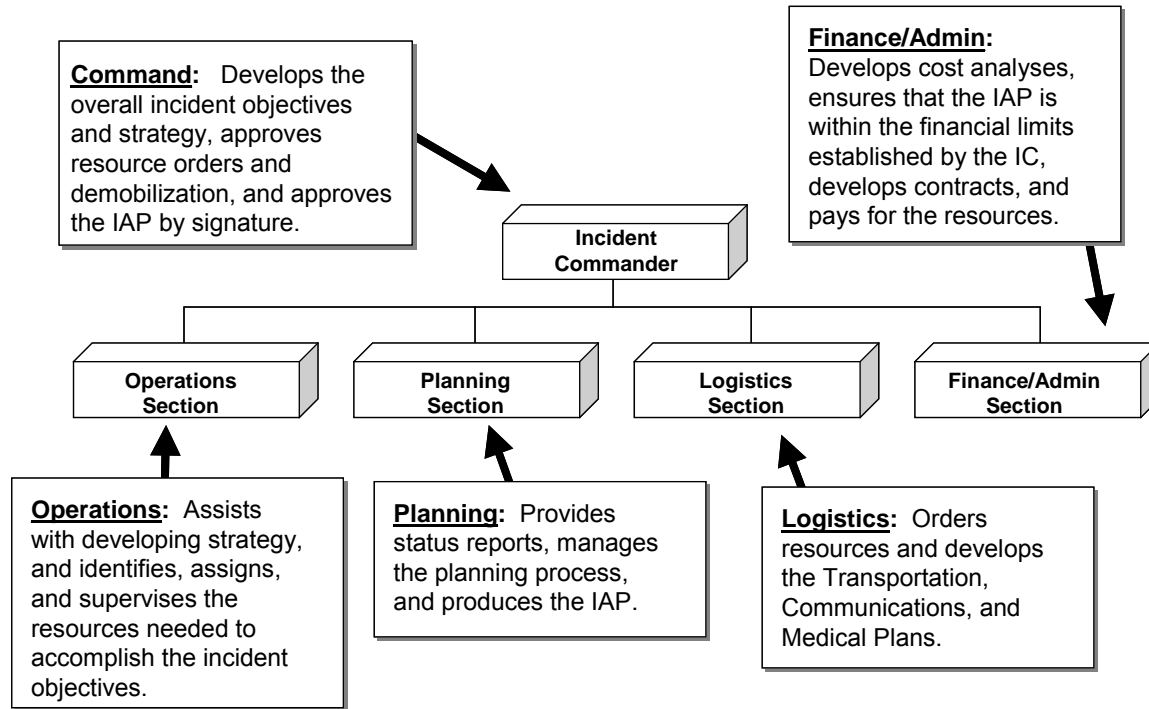 Command: Develops the
overall incident objectives
and strategy, approves
resource orders and
demobilization, and approves
the IAP by signature.
Finance/Admin:
Develops cost analyses,
ensures that the IAP is
within the financial limits
established by the IC,
develops contracts, and
pays for the resources.
Incident
Commander
Operations
Section
Planning
Section
Logistics
Section
Finance/Admin
Section
Operations: Assists
with developing strategy,
and identifies, assigns,
and supervises the
resources needed to
accomplish the incident
objectives.
Planning: Provides
status reports, manages
the planning process,
and produces the IAP.
Logistics: Orders
resources and develops
the Transportation,
Communications, and
Medical Plans.